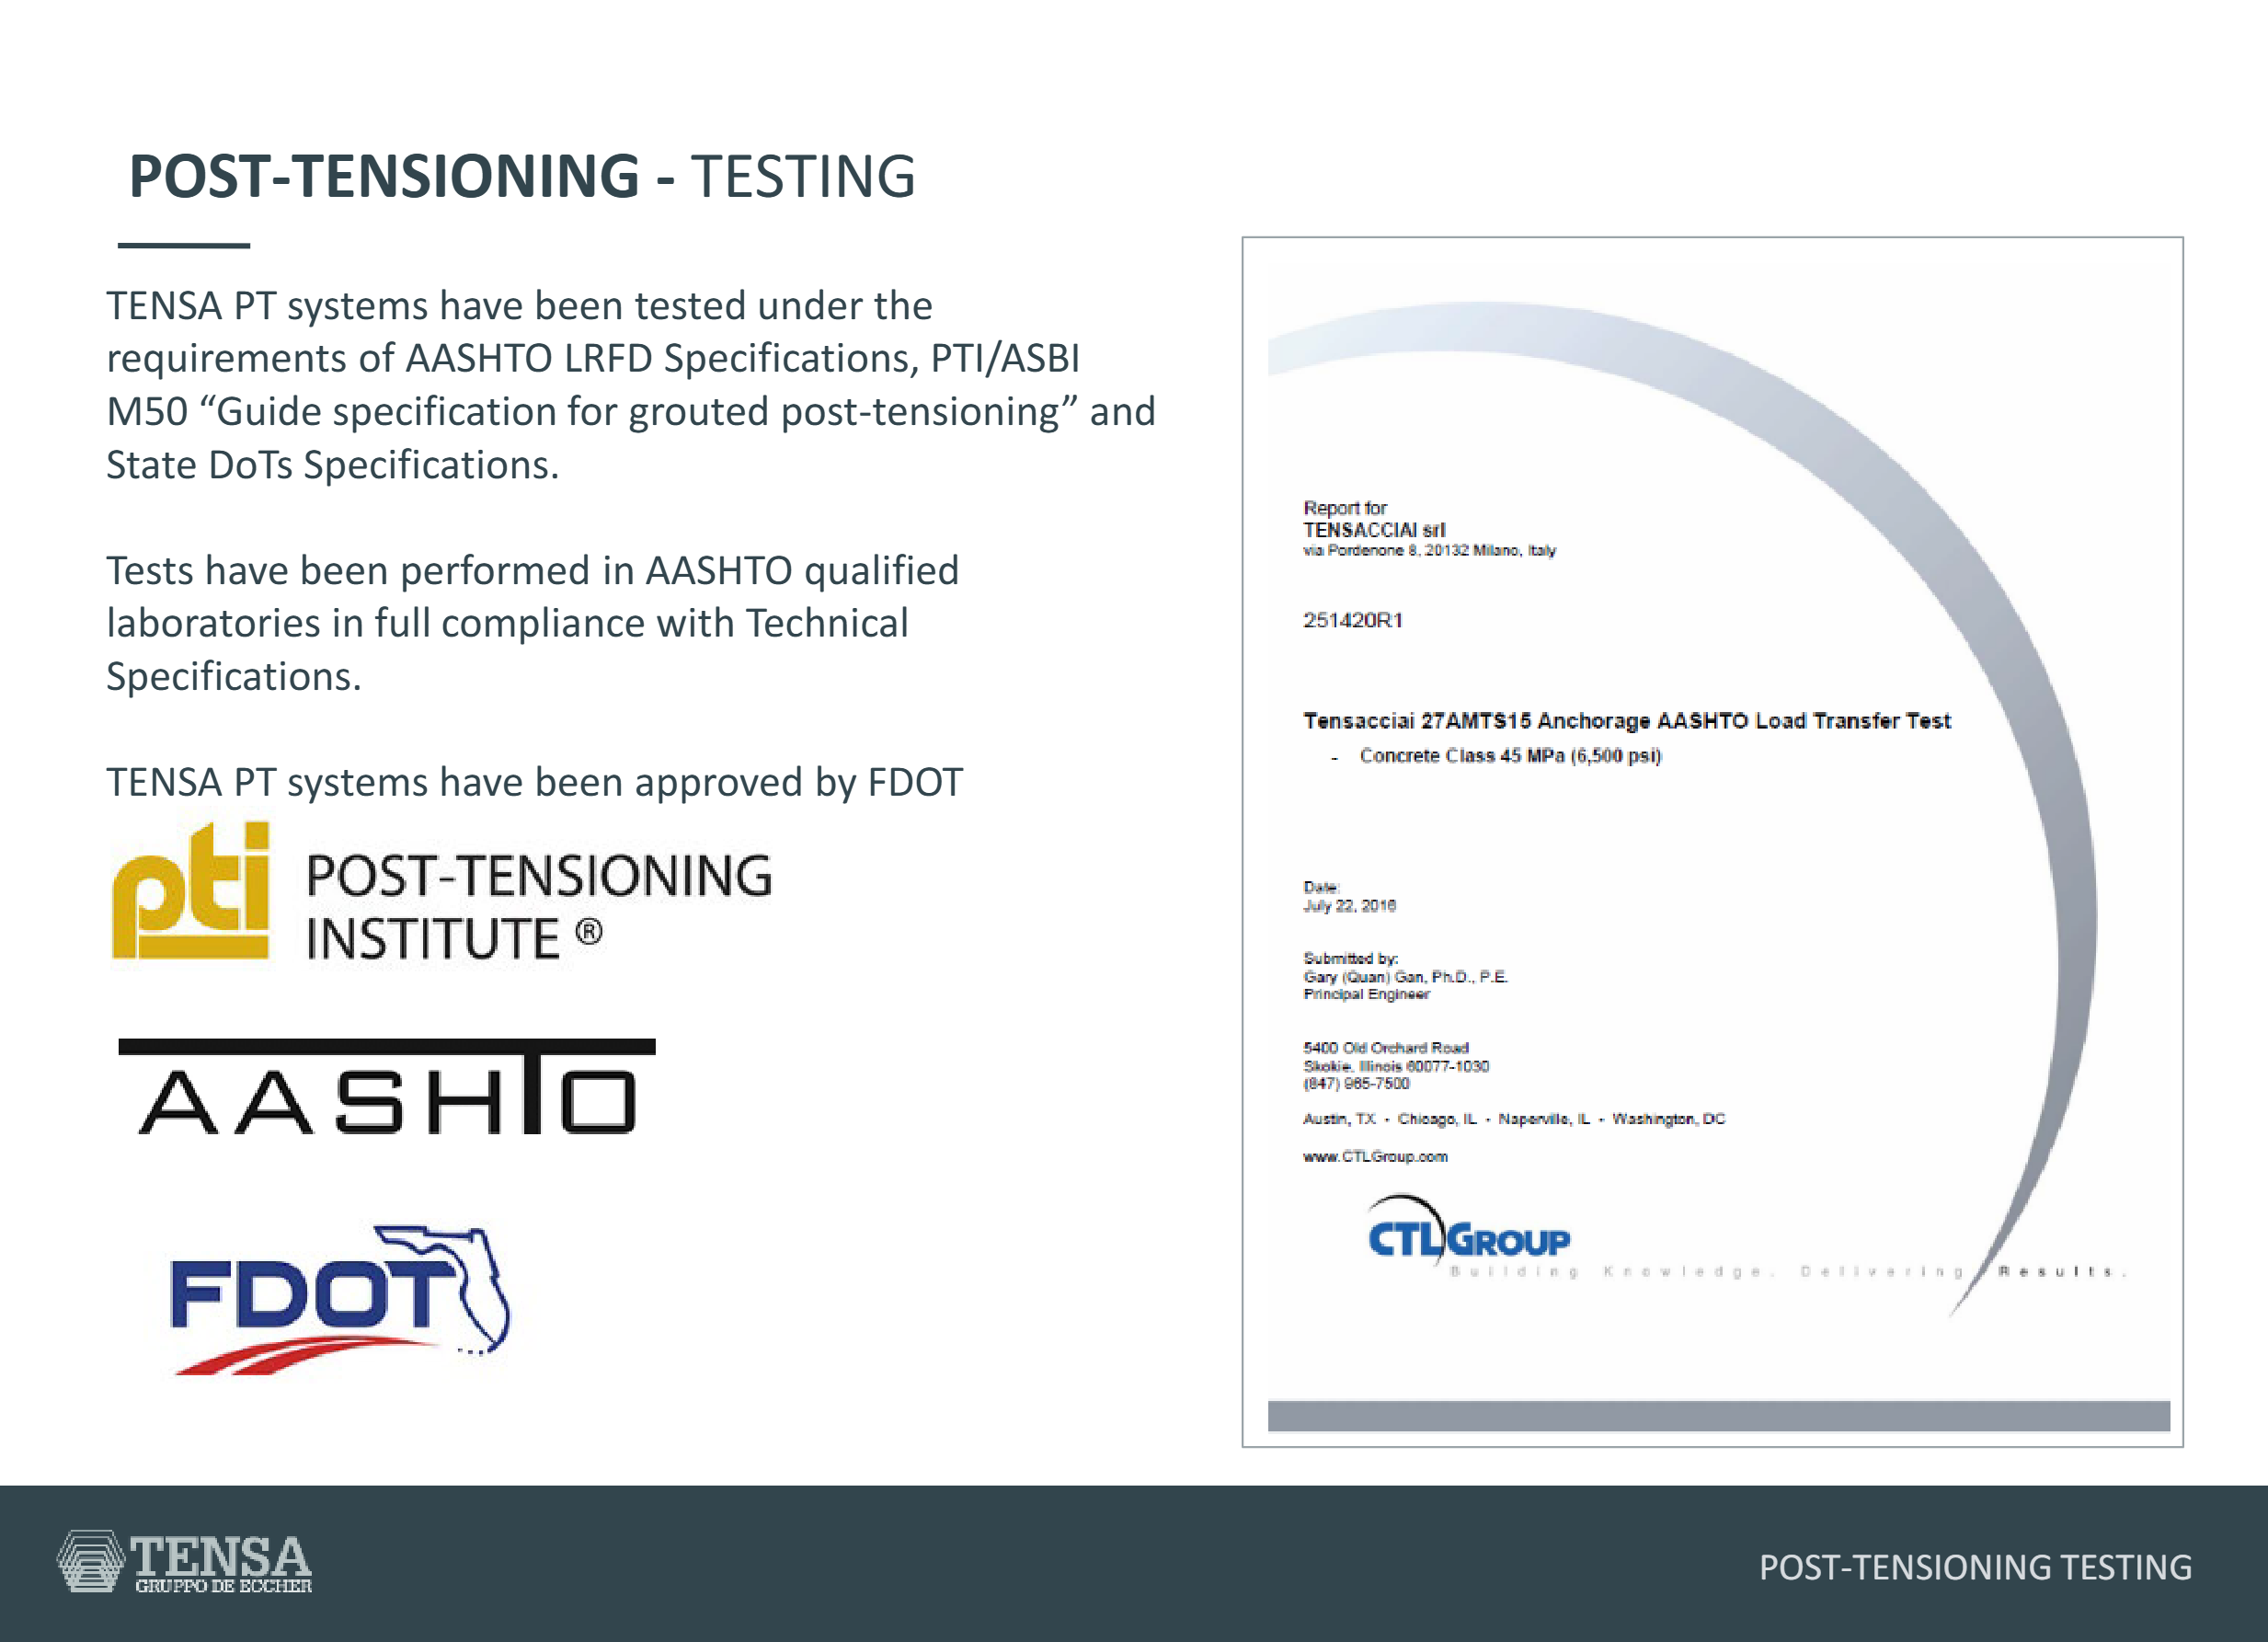 POST-TENSIONING - TESTING
TENSA PT systems have been tested under the
requirements of AASHTO LRFD Specifications, PTI/ASBI
M50 “Guide specification for grouted post-tensioning” and
State DoTs Specifications.
Tests have been performed in AASHTO qualified
laboratories in full compliance with Technical
Specifications.
TENSA PT systems have been approved by FDOT
pti POST-TENSIONING
INSTITUTE ®
AASHTO
FDOT
Report for
TENSACCIAI srl
via Pordenone 8, 20132 Milano, Italy
251420R1
Tensacciai 27AMTS15 Anchorage AASHTO Load Transfer Test
- Concrete Class 45 MPa (6,500 psi)
Date:
July 22, 2016
Submitted by:
Gary (Quan) Gan, Ph.D., P.E.
Principal Engineer
5400 Old Orchard Road
Skokie, Illinois 60077-1030
(847) 965-7500
Austin, TX • Chicago, IL • Naperville, IL • Washington, DC
www.CTLGroup.com
CTLGROUP
Building Knowledge. Delivering Results.
TENSA
GRUPPO DE ECCHER
POST-TENSIONING TESTING